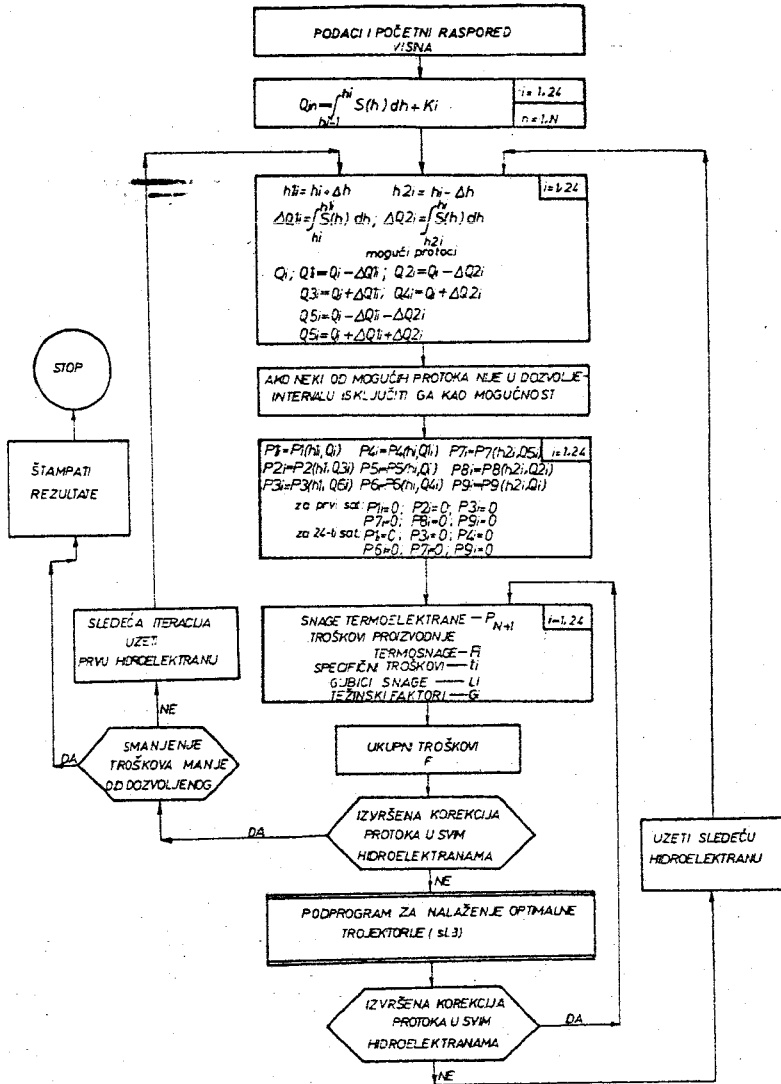 PODACI I POČETNI RASPORED
VISNA
Qin=∫hi-1hi S(h) dh + Ki
i=1.24
n=1.N
h1i=hi+Δh h2i=hi-Δh
i=1.24
ΔQ1i=∫hih1i S(h) dh; ΔQ2i=∫h2ihi S(h) dh
mogući protoci
Qi; Q1i=Qi-ΔQ1i; Q2i=Qi-ΔQ2i
Q3i=Qi+ΔQ1i; Q4i=Qi+ΔQ2i
Q5i=Qi-ΔQ1i-ΔQ2i
Q5i=Qi+ΔQ1i+ΔQ2i
AKO NEKI OD MOGUĆIH PROTOKA NIJE U DOZVOLJE-
INTERVALU ISKLJUČITI GA KAO MOGUĆNOST
P1i=P1(h1i,Qi) P4i=P4(hi,Q1i) P7i=P7(h2i,Q5i)
i=1.24
P2i=P2(h1,Q3i) P5i=P5(hi,Qi) P8i=P8(h2i,Q2i)
P3i=P3(h1,Q6i) P6i=P6(hi,Q4i) P9i=P9(h2i,Qi)
za prvi sat: P1i=0; P2i=0; P3i=0
P7i=0; P8i=0; P9i=0
za 24-ti sat: P1i=0; P3i=0; P4i=0
P6i=0; P7i=0; P9i=0
SNAGE TERMOELEKTRANE — PN+1
i=1.24
TROŠKOVI PROIZVODNJE
TERMOSNAGE — Fi
SPECIFIČNI TROŠKOVI — ti
GUBICI SNAGE — Li
TEŽINSKI FAKTORI — G
UKUPNI TROŠKOVI
F
IZVRŠENA KOREKCIJA
PROTOKA U SVIM
HIDROELEKTRANAMA
DA
NE
PODPROGRAM ZA NALAŽENJE OPTIMALNE
TROJEKTORIJE (sl.3)
IZVRŠENA KOREKCIJA
PROTOKA U SVIM
HIDROELEKTRANAMA
DA
NE
UZETI SLEDEĆU
HIDROELEKTRANU
SMANJENJE
TROŠKOVA MANJE
OD DOZVOLJENOG
DA
NE
SLEDEĆA ITERACIJA
UZETI
PRVU HIDROELEKTRANU
ŠTAMPATI
REZULTATE
STOP